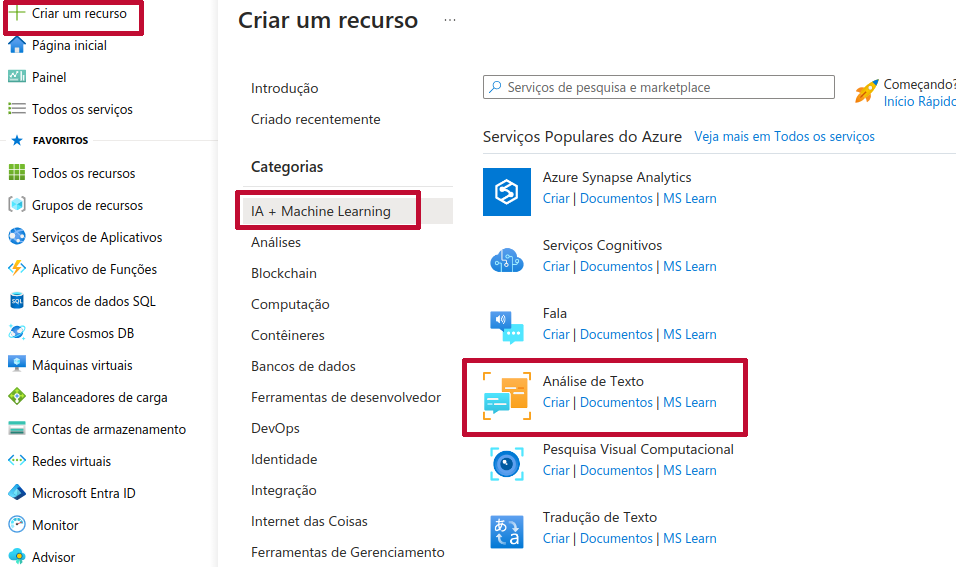 Criar um recurso
Página inicial
Painel
Todos os serviços
FAVORITOS
Todos os recursos
Grupos de recursos
Serviços de Aplicativos
Aplicativo de Funções
Bancos de dados SQL
Azure Cosmos DB
Máquinas virtuais
Balanceadores de carga
Contas de armazenamento
Redes virtuais
Microsoft Entra ID
Monitor
Advisor
Criar um recurso ...
Introdução
Criado recentemente
Categorias
IA + Machine Learning
Análises
Blockchain
Computação
Contêineres
Bancos de dados
Ferramentas de desenvolvedor
DevOps
Identidade
Integração
Internet das Coisas
Ferramentas de Gerenciamento
Serviços de pesquisa e marketplace
Começando?
Início Rápido
Serviços Populares do Azure Veja mais em Todos os serviços
Azure Synapse Analytics
Criar | Documentos | MS Learn
Serviços Cognitivos
Criar | Documentos | MS Learn
Fala
Criar | Documentos | MS Learn
Análise de Texto
Criar | Documentos | MS Learn
Pesquisa Visual Computacional
Criar | Documentos | MS Learn
Tradução de Texto
Criar | Documentos | MS Learn